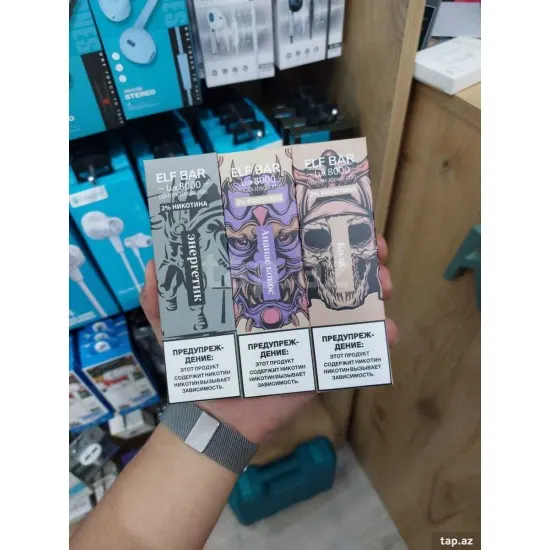 STEREO
ELF BAR
~ Lux 8000
2% НИКОТИНА
энергетик
ПРЕДУПРЕЖ-
ДЕНИЕ:
ЭТОТ ПРОДУКТ
СОДЕРЖИТ НИКОТИН
НИКОТИН ВЫЗЫВАЕТ
ЗАВИСИМОСТЬ.
ELF BAR
~ Lux 8000
2% НИКОТИНА
Ананас Кокос
ПРЕДУПРЕЖ-
ДЕНИЕ:
ЭТОТ ПРОДУКТ
СОДЕРЖИТ НИКОТИН
НИКОТИН ВЫЗЫВАЕТ
ЗАВИСИМОСТЬ.
ELF BAR
~ Lux 8000
2% НИКОТИНА
ПРЕДУПРЕЖ-
ДЕНИЕ:
ЭТОТ ПРОДУКТ
СОДЕРЖИТ НИКОТИН
НИКОТИН ВЫЗЫВАЕТ
ЗАВИСИМОСТЬ.
tap.az